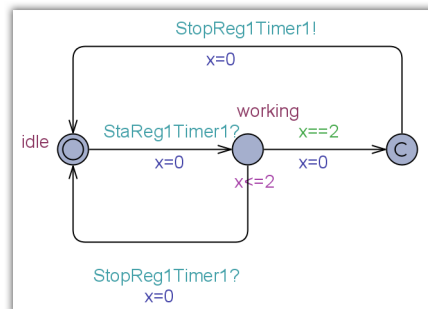 StopReg1Timer1!
x=0
working
idle
StaReg1Timer1?
x=0
x==2
x=0
C
x<=2
StopReg1Timer1?
x=0